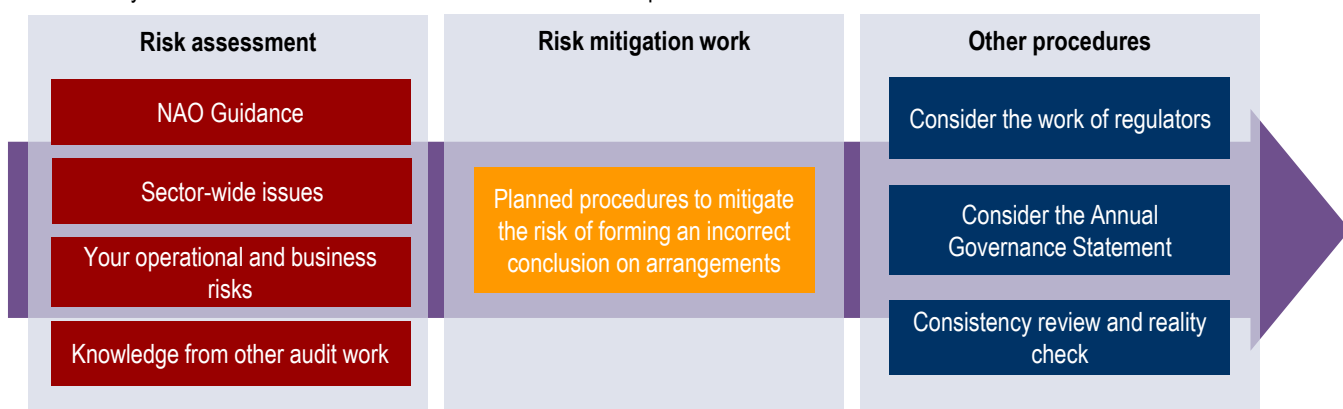 Risk assessment
NAO Guidance
Sector-wide issues
Your operational and business
risks
Knowledge from other audit work
Risk mitigation work
Planned procedures to mitigate
the risk of forming an incorrect
conclusion on arrangements
Other procedures
Consider the work of regulators
Consider the Annual
Governance Statement
Consistency review and reality
check